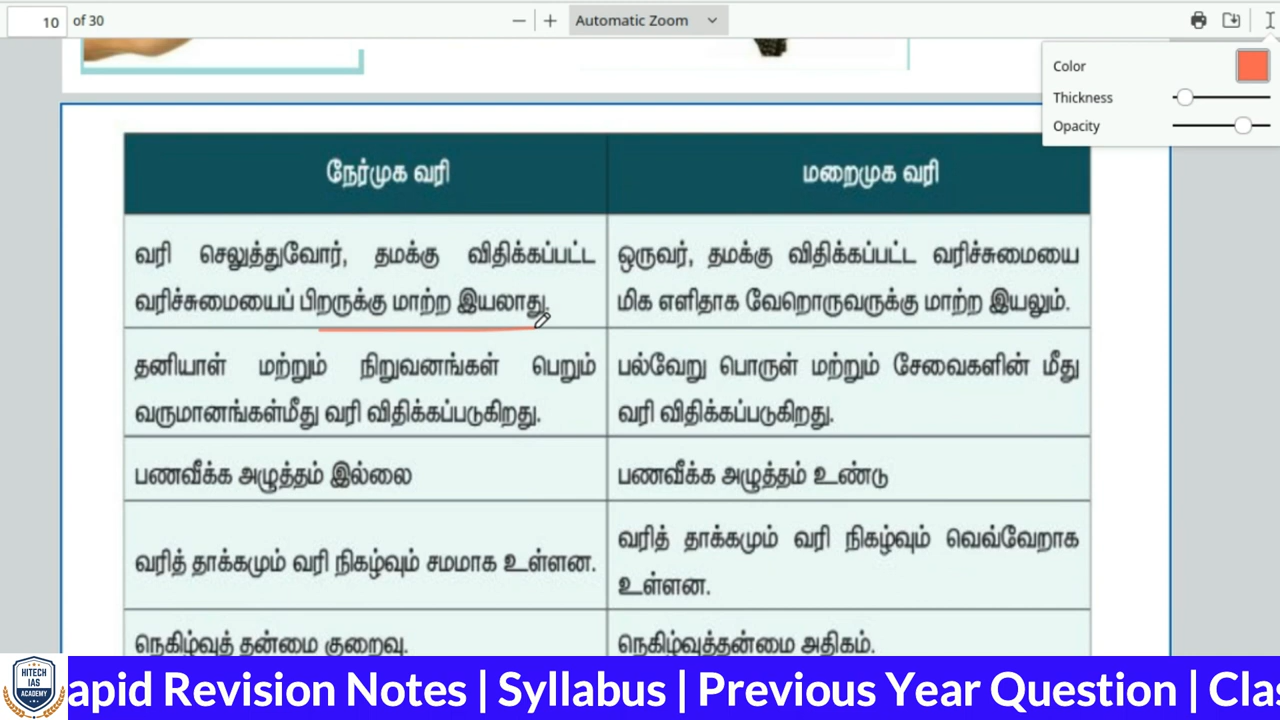 10 of 30
Automatic Zoom
Color
Thickness
Opacity
நேர்முக வரி
மறைமுக வரி
வரி செலுத்துவோர், தமக்கு விதிக்கப்பட்ட
வரிச்சுமையைப் பிறருக்கு மாற்ற இயலாது.
ஒருவர், தமக்கு விதிக்கப்பட்ட வரிச்சுமையை
மிக எளிதாக வேறொருவருக்கு மாற்ற இயலும்.
தனியாள் மற்றும் நிறுவனங்கள் பெறும்
வருமானங்கள்மீது வரி விதிக்கப்படுகிறது.
பல்வேறு பொருள் மற்றும் சேவைகளின் மீது
வரி விதிக்கப்படுகிறது.
பணவீக்க அழுத்தம் இல்லை
பணவீக்க அழுத்தம் உண்டு
வரித் தாக்கமும் வரி நிகழ்வும் சமமாக உள்ளன.
வரித் தாக்கமும் வரி நிகழ்வும் வெவ்வேறாக
உள்ளன.
நெகிழ்வுத் தன்மை குறைவு.
நெகிழ்வுத்தன்மை அதிகம்.
HITECH
IAS
ACADEMY
apid Revision Notes | Syllabus | Previous Year Question | Clas